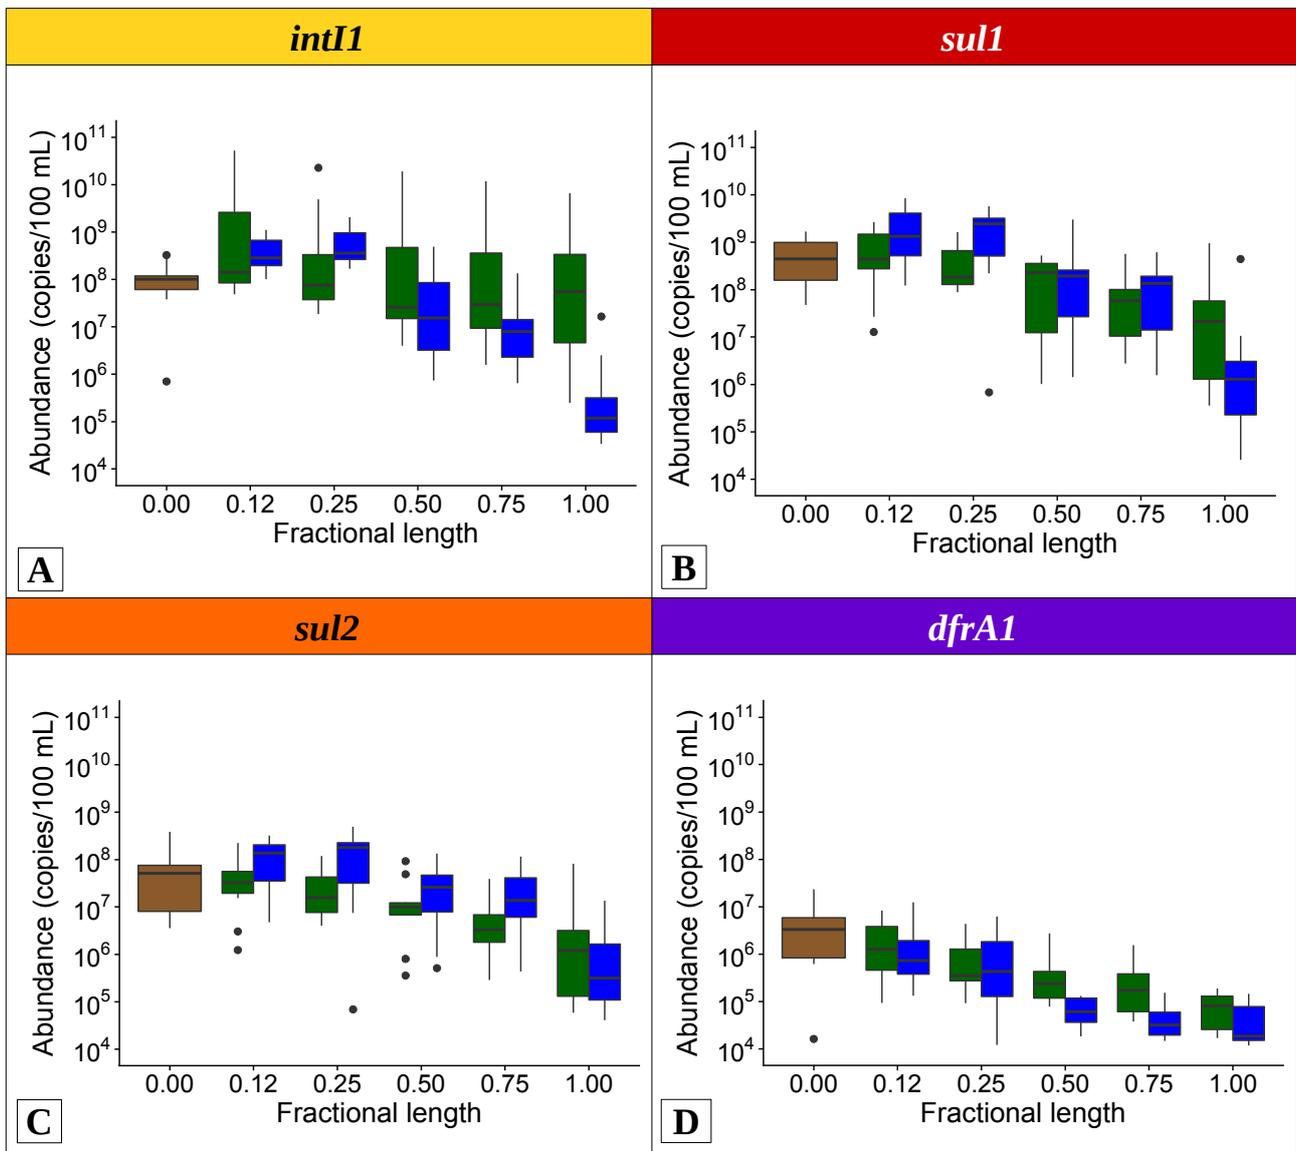 intI1
Abundance (copies/100 mL)
10¹¹
10¹⁰
10⁹
10⁸
10⁷
10⁶
10⁵
10⁴
0.00 0.12 0.25 0.50 0.75 1.00
Fractional length
A
sul1
Abundance (copies/100 mL)
10¹¹
10¹⁰
10⁹
10⁸
10⁷
10⁶
10⁵
10⁴
0.00 0.12 0.25 0.50 0.75 1.00
Fractional length
B
sul2
Abundance (copies/100 mL)
10¹¹
10¹⁰
10⁹
10⁸
10⁷
10⁶
10⁵
10⁴
0.00 0.12 0.25 0.50 0.75 1.00
Fractional length
C
dfrA1
Abundance (copies/100 mL)
10¹¹
10¹⁰
10⁹
10⁸
10⁷
10⁶
10⁵
10⁴
0.00 0.12 0.25 0.50 0.75 1.00
Fractional length
D